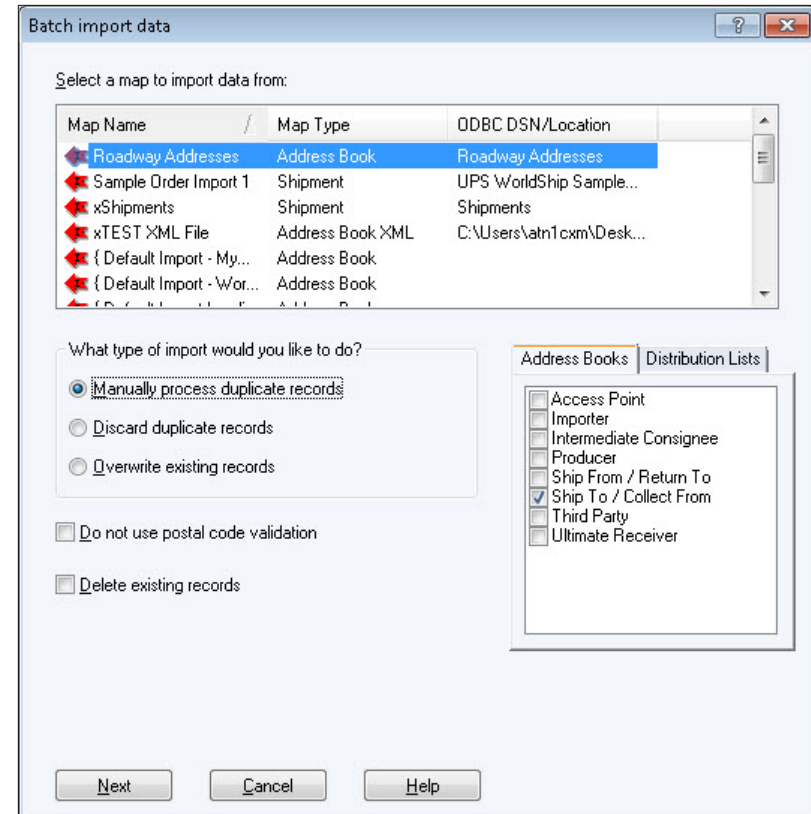 Batch import data
Select a map to import data from:
Map Name Map Type ODBC DSN/Location
Roadway Addresses Address Book Roadway Addresses
Sample Order Import 1 Shipment UPS WorldShip Sample...
xShipments Shipment Shipments
xTEST XML File Address Book XML C:\Users\atn1cxm\Desk...
{ Default Import - My... Address Book
{ Default Import - Wor... Address Book
What type of import would you like to do?
Manually process duplicate records
Discard duplicate records
Overwrite existing records
Do not use postal code validation
Delete existing records
Address Books Distribution Lists
Access Point
Importer
Intermediate Consignee
Producer
Ship From / Return To
Ship To / Collect From
Third Party
Ultimate Receiver
Next Cancel Help